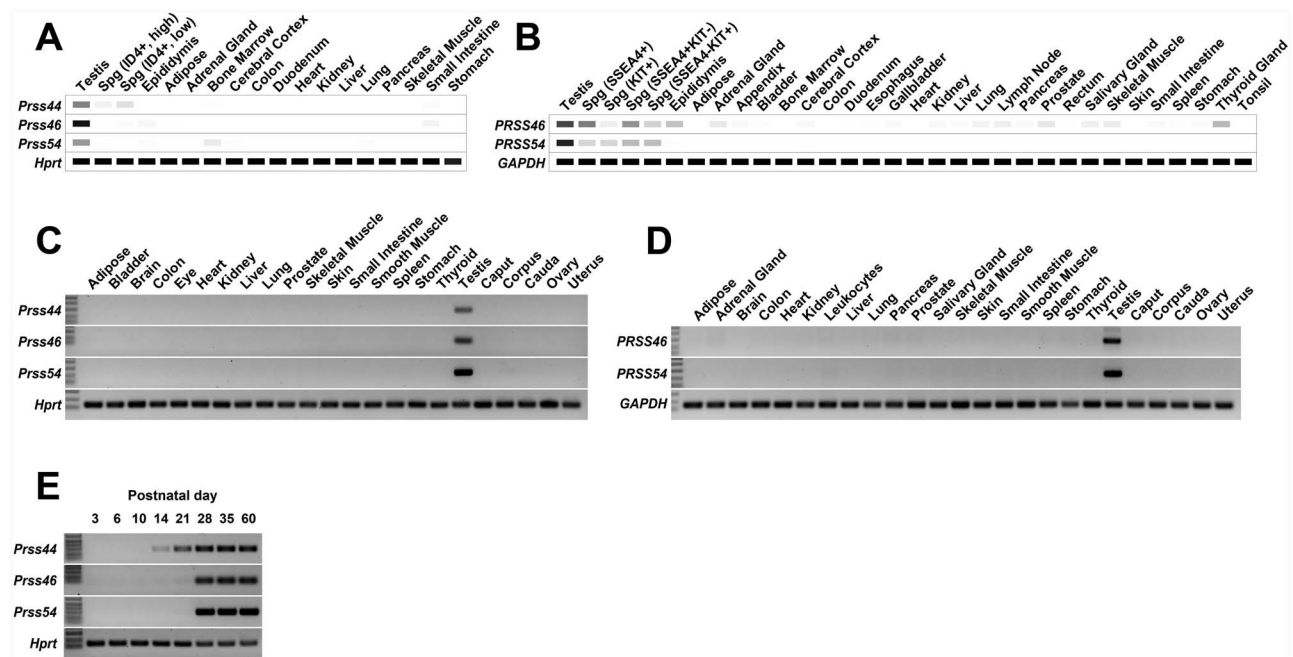 A
Testis
Spg (ID4+, high)
Spg (ID4+, low)
Epididymis
Adipose
Adrenal Gland
Bone Marrow
Cerebral Cortex
Colon
Duodenum
Heart
Kidney
Liver
Lung
Pancreas
Skeletal Muscle
Small Intestine
Stomach
Prss44
Prss46
Prss54
Hprt
B
Testis
Spg (SSEA4+)
Spg (KIT+)
Spg (SSEA4+KIT-)
Spg (SSEA4-KIT+)
Epididymis
Adipose
Adrenal Gland
Appendix
Bladder
Bone Marrow
Cerebral Cortex
Colon
Duodenum
Esophagus
Gallbladder
Heart
Kidney
Liver
Lung
Lymph Node
Pancreas
Prostate
Rectum
Salivary Gland
Skeletal Muscle
Skin
Small Intestine
Spleen
Stomach
Thyroid Gland
Tonsil
PRSS46
PRSS54
GAPDH
C
Adipose
Bladder
Brain
Colon
Eye
Heart
Kidney
Liver
Lung
Prostate
Skeletal Muscle
Skin
Small Intestine
Smooth Muscle
Spleen
Stomach
Thyroid
Testis
Caput
Corpus
Cauda
Ovary
Uterus
Prss44
Prss46
Prss54
Hprt
D
Adipose
Adrenal Gland
Brain
Colon
Heart
Kidney
Leukocytes
Liver
Lung
Pancreas
Prostate
Salivary Gland
Skeletal Muscle
Skin
Small Intestine
Smooth Muscle
Spleen
Stomach
Thyroid
Testis
Caput
Corpus
Cauda
Ovary
Uterus
PRSS46
PRSS54
GAPDH
E
Postnatal day
3 6 10 14 21 28 35 60
Prss44
Prss46
Prss54
Hprt